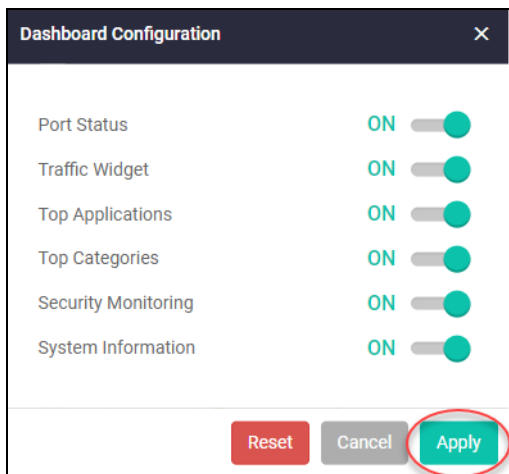 Dashboard Configuration ×
Port Status ON
Traffic Widget ON
Top Applications ON
Top Categories ON
Security Monitoring ON
System Information ON
Reset Cancel Apply